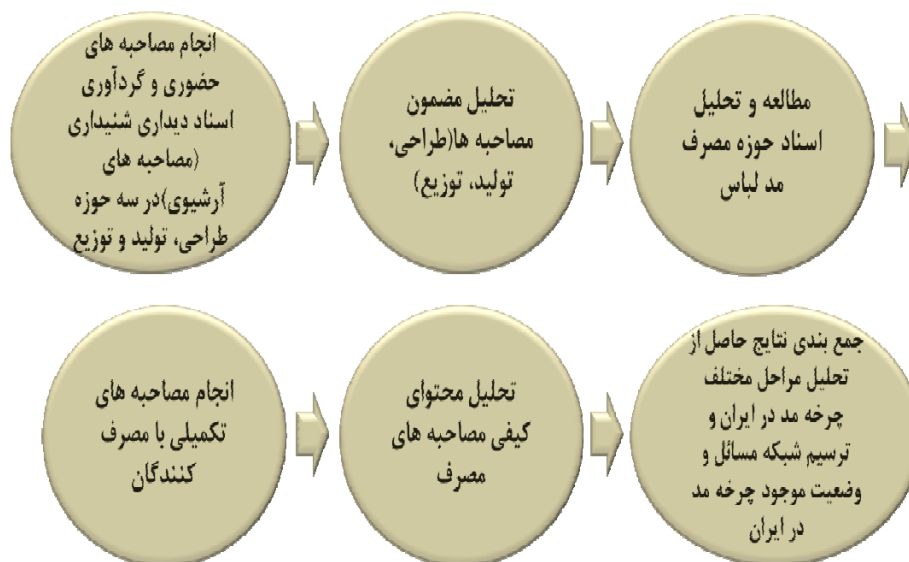 انجام مصاحبه های
حضوری و گردآوری
اسناد دیداری شنیداری
(مصاحبه های
آرشیوی)در سه حوزه
طراحی، تولید و توزیع
تحلیل مضمون
مصاحبه ها(طراحی،
تولید، توزیع)
مطالعه و تحلیل
اسناد حوزه مصرف
مد لباس
انجام مصاحبه های
تکمیلی با مصرف
کنندگان
تحلیل محتوای
کیفی مصاحبه های
مصرف
جمع بندی نتایج حاصل از
تحلیل مراحل مختلف
چرخه مد در ایران و
ترسیم شبکه مسائل و
وضعیت موجود چرخه مد
در ایران